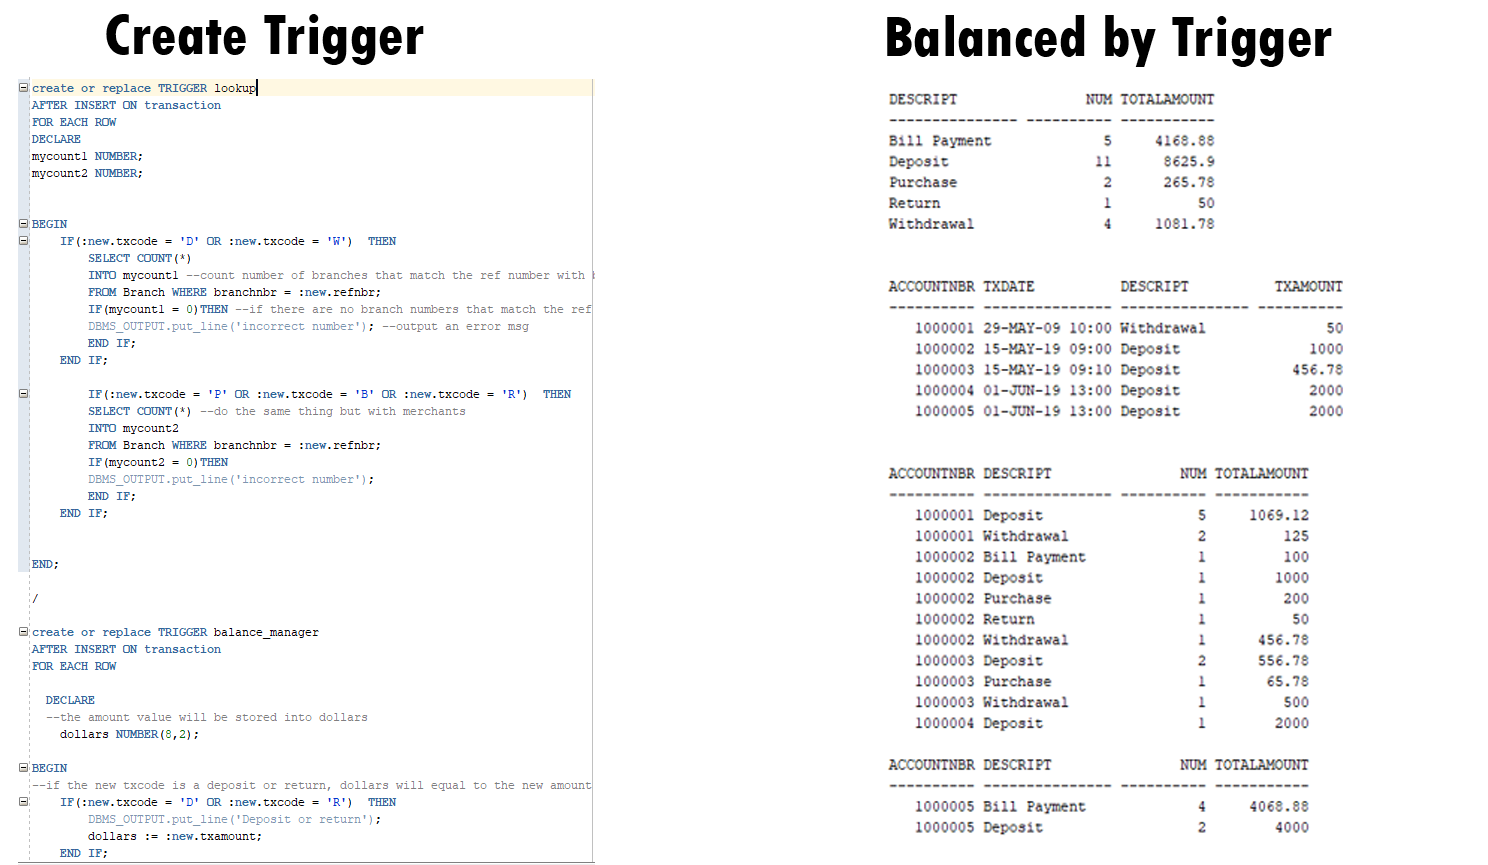 Create Trigger
create or replace TRIGGER lookup
AFTER INSERT ON transaction
FOR EACH ROW
DECLARE
mycount1 NUMBER;
mycount2 NUMBER;
BEGIN
IF(:new.txcode = 'D' OR :new.txcode = 'W')  THEN
SELECT COUNT(*)
INTO mycount1 --count number of branches that match the ref number with
FROM Branch WHERE branchnbr = :new.refnbr;
IF(mycount1 = 0)THEN --if there are no branch numbers that match the ref
DBMS_OUTPUT.put_line('incorrect number'); --output an error msg
END IF;
END IF;
IF(:new.txcode = 'P' OR :new.txcode = 'B' OR :new.txcode = 'R')  THEN
SELECT COUNT(*) --do the same thing but with merchants
INTO mycount2
FROM Branch WHERE branchnbr = :new.refnbr;
IF(mycount2 = 0)THEN
DBMS_OUTPUT.put_line('incorrect number');
END IF;
END IF;
END;
/
create or replace TRIGGER balance_manager
AFTER INSERT ON transaction
FOR EACH ROW
DECLARE
--the amount value will be stored into dollars
dollars NUMBER(8,2);
BEGIN
--if the new txcode is a deposit or return, dollars will equal to the new amount
IF(:new.txcode = 'D' OR :new.txcode = 'R')  THEN
DBMS_OUTPUT.put_line('Deposit or return');
dollars := :new.txamount;
END IF;
Balanced by Trigger
DESCRIPT NUM TOTALAMOUNT
--------------- ---------- -----------
Bill Payment 5 4168.88
Deposit 11 8625.9
Purchase 2 265.78
Return 1 50
Withdrawal 4 1081.78
ACCOUNTNBR TXDATE DESCRIPT TXAMOUNT
---------- --------------- --------------- ----------
1000001 29-MAY-09 10:00 Withdrawal 50
1000002 15-MAY-19 09:00 Deposit 1000
1000003 15-MAY-19 09:10 Deposit 456.78
1000004 01-JUN-19 13:00 Deposit 2000
1000005 01-JUN-19 13:00 Deposit 2000
ACCOUNTNBR DESCRIPT NUM TOTALAMOUNT
---------- --------------- ---------- -----------
1000001 Deposit 5 1069.12
1000001 Withdrawal 2 125
1000002 Bill Payment 1 100
1000002 Deposit 1 1000
1000002 Purchase 1 200
1000002 Return 1 50
1000002 Withdrawal 1 456.78
1000003 Deposit 2 556.78
1000003 Purchase 1 65.78
1000003 Withdrawal 1 500
1000004 Deposit 1 2000
ACCOUNTNBR DESCRIPT NUM TOTALAMOUNT
---------- --------------- ---------- -----------
1000005 Bill Payment 4 4068.88
1000005 Deposit 2 4000